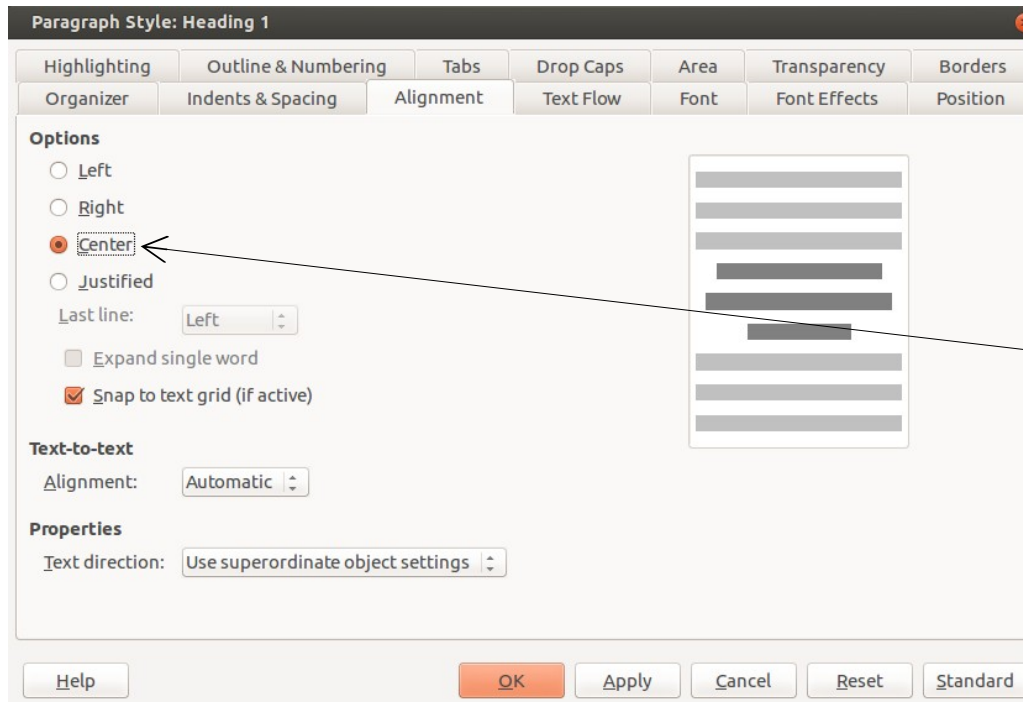 Paragraph Style: Heading 1
Highlighting Outline & Numbering Tabs Drop Caps Area Transparency Borders
Organizer Indents & Spacing Alignment Text Flow Font Font Effects Position
Options
Left
Right
Center
Justified
Last line: Left
Expand single word
Snap to text grid (if active)
Text-to-text
Alignment: Automatic
Properties
Text direction: Use superordinate object settings
Help OK Apply Cancel Reset Standard